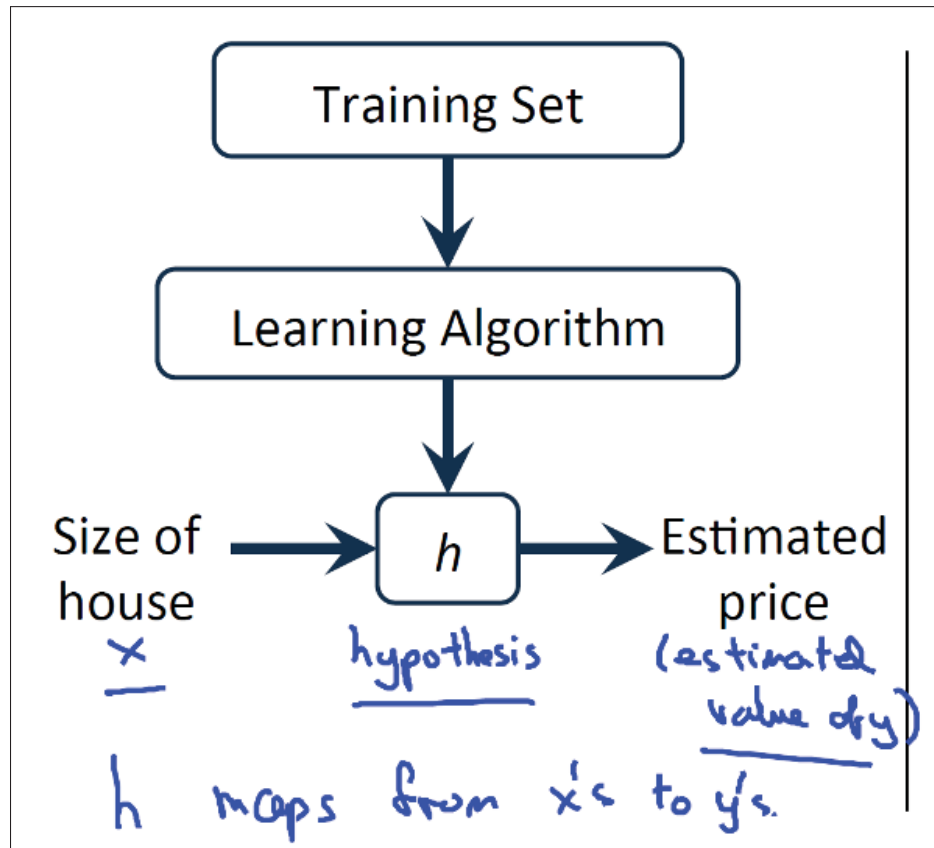 Training Set
Learning Algorithm
Size of
house
h
Estimated
price
x
hypothesis
(estimated
value of y)
h maps from x's to y's.